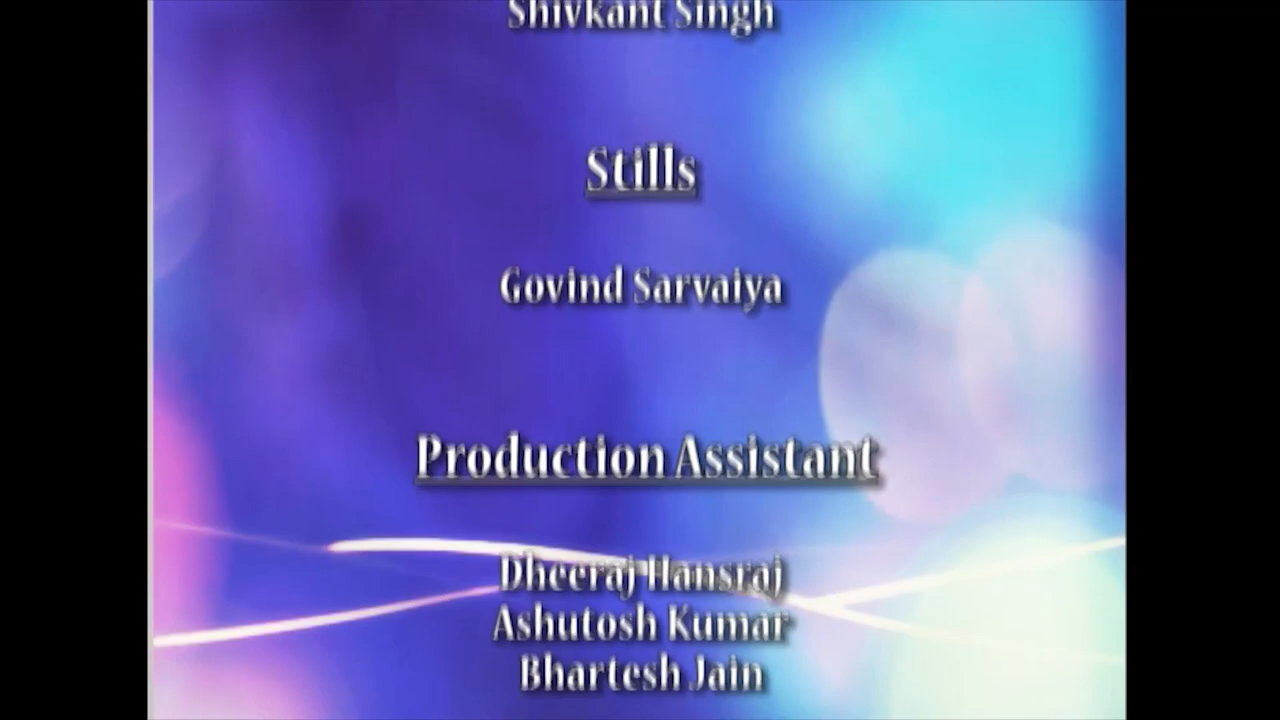 Shivkant Singh
Stills
Govind Sarvaiya
Production Assistant
Dheeraj Hansraj
Ashutosh Kumar
Bhartesh Jain